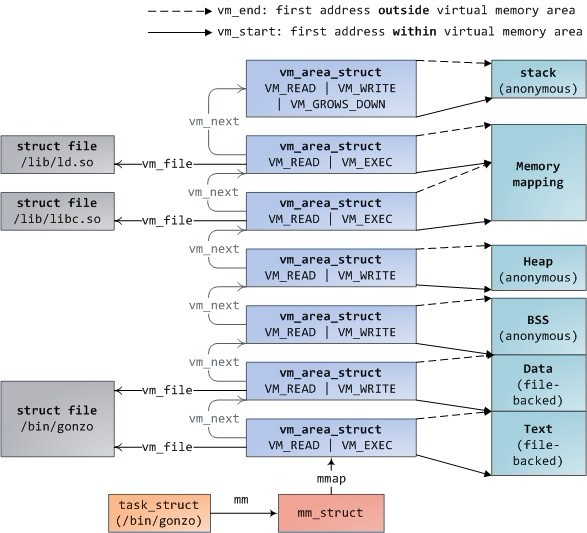 vm_end: first address outside virtual memory area
vm_start: first address within virtual memory area
vm_area_struct
VM_READ | VM_WRITE
| VM_GROWS_DOWN
stack
(anonymous)
vm_next
struct file
/lib/ld.so
vm_file
vm_area_struct
VM_READ | VM_EXEC
Memory
mapping
vm_next
struct file
/lib/libc.so
vm_file
vm_area_struct
VM_READ | VM_EXEC
vm_next
vm_area_struct
VM_READ | VM_WRITE
Heap
(anonymous)
vm_next
vm_area_struct
VM_READ | VM_WRITE
BSS
(anonymous)
vm_next
vm_file
vm_area_struct
VM_READ | VM_WRITE
Data
(file-
backed)
struct file
/bin/gonzo
vm_next
vm_file
vm_area_struct
VM_READ | VM_EXEC
Text
(file-
backed)
mmap
task_struct
(/bin/gonzo)
mm
mm_struct